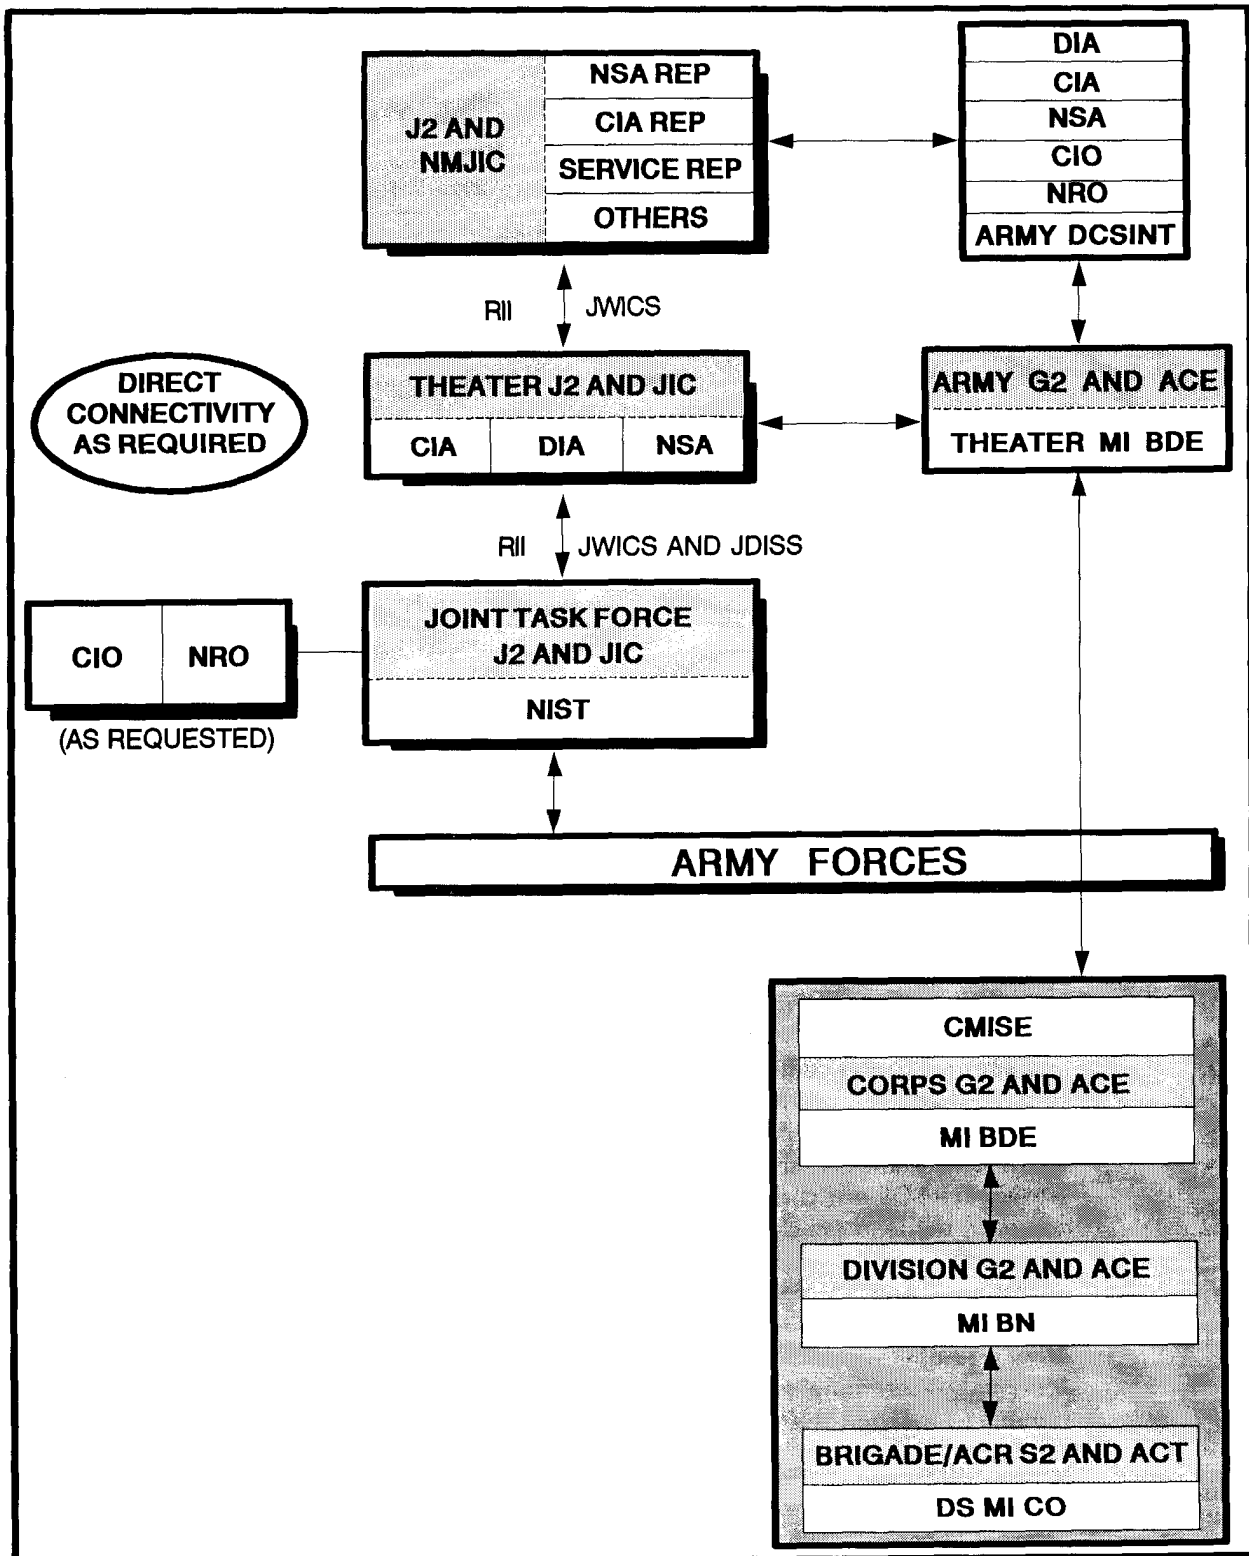 J2 AND
NMJIC
NSA REP
CIA REP
SERVICE REP
OTHERS
DIA
CIA
NSA
CIO
NRO
ARMY DCSINT
RII
JWICS
DIRECT
CONNECTIVITY
AS REQUIRED
THEATER J2 AND JIC
CIA
DIA
NSA
ARMY G2 AND ACE
THEATER MI BDE
RII
JWICS AND JDISS
CIO
NRO
(AS REQUESTED)
JOINT TASK FORCE
J2 AND JIC
NIST
ARMY FORCES
CMISE
CORPS G2 AND ACE
MI BDE
DIVISION G2 AND ACE
MI BN
BRIGADE/ACR S2 AND ACT
DS MI CO